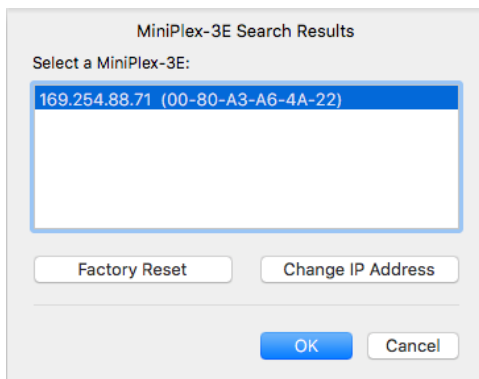 MiniPlex-3E Search Results
Select a MiniPlex-3E:
169.254.88.71 (00-80-A3-A6-4A-22)
Factory Reset
Change IP Address
OK
Cancel